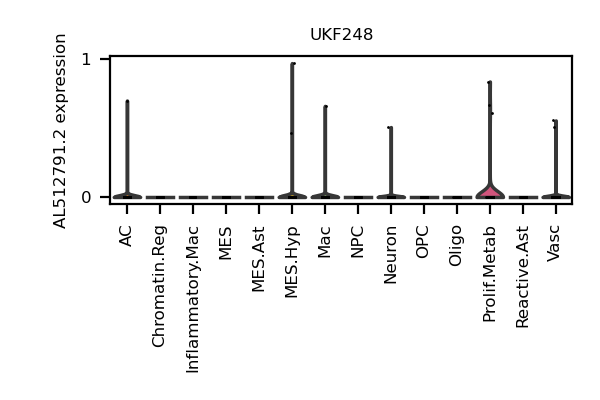 UKF248
AL512791.2 expression
1
0
AC
Chromatin.Reg
Inflammatory.Mac
MES
MES.Ast
MES.Hyp
Mac
NPC
Neuron
OPC
Oligo
Prolif.Metab
Reactive.Ast
Vasc